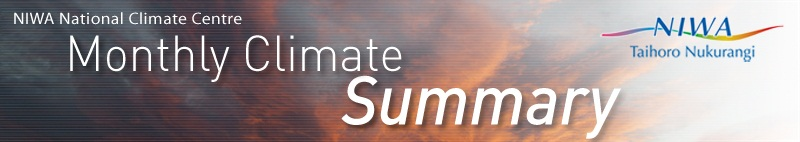 NIWA National Climate Centre
Monthly Climate
Summary
NIWA
Taihoro Nukurangi